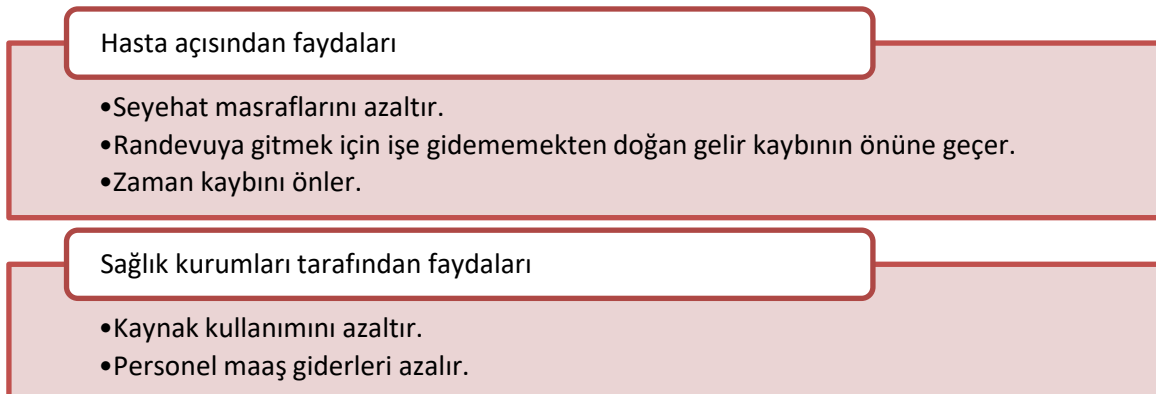 Hasta açısından faydaları
•Seyehat masraflarını azaltır.
•Randevuya gitmek için işe gidememekten doğan gelir kaybının önüne geçer.
•Zaman kaybını önler.
Sağlık kurumları tarafından faydaları
•Kaynak kullanımını azaltır.
•Personel maaş giderleri azalır.